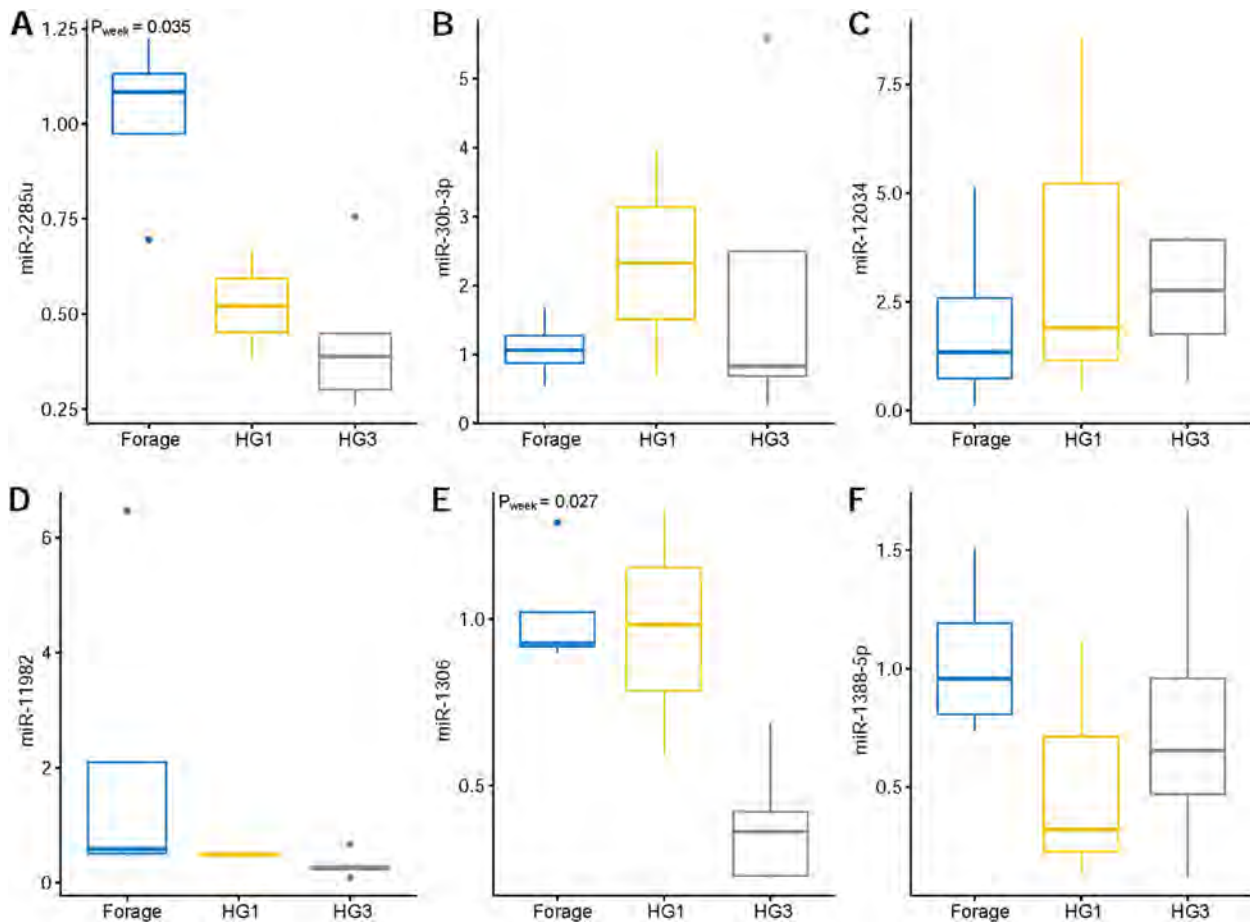 A
P_week = 0.035
1.25
1.00
0.75
0.50
0.25
miR-2285u
Forage HG1 HG3
B
5
4
3
2
1
0
miR-30b-3p
Forage HG1 HG3
C
7.5
5.0
2.5
0.0
miR-12034
Forage HG1 HG3
D
6
4
2
0
miR-11982
Forage HG1 HG3
E
P_week = 0.027
1.0
0.5
miR-1306
Forage HG1 HG3
F
1.5
1.0
0.5
miR-1388-5p
Forage HG1 HG3